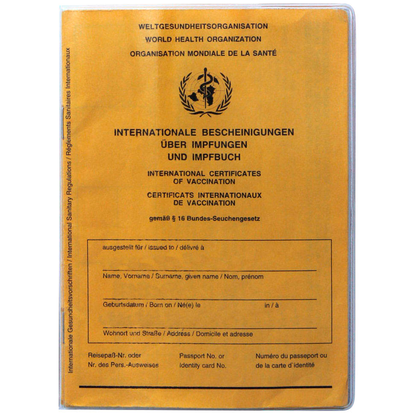 WELTGESUNDHEITSORGANISATION
WORLD HEALTH ORGANIZATION
ORGANISATION MONDIALE DE LA SANTÉ
INTERNATIONALE BESCHEINIGUNGEN
ÜBER IMPFUNGEN
UND IMPFBUCH
INTERNATIONAL CERTIFICATES
OF VACCINATION
CERTIFICATS INTERNATIONAUX
DE VACCINATION
gemäß § 16 Bundes-Seuchengesetz
ausgestellt für / issued to / délivré à
Name, Vorname / Surname, given name / Nom, prénom
Geburtsdatum / Born on / Né(e) le in / à
Wohnort und Straße / Address / Domicile et adresse
Reisepaß-Nr. oder Passport No. or Numéro du passeport ou
Nr. des Pers.-Ausweises Identity card No. de la carte d'identité
Internationale Gesundheitsvorschriften / International Sanitary Regulations / Règlements Sanitaires Internationaux